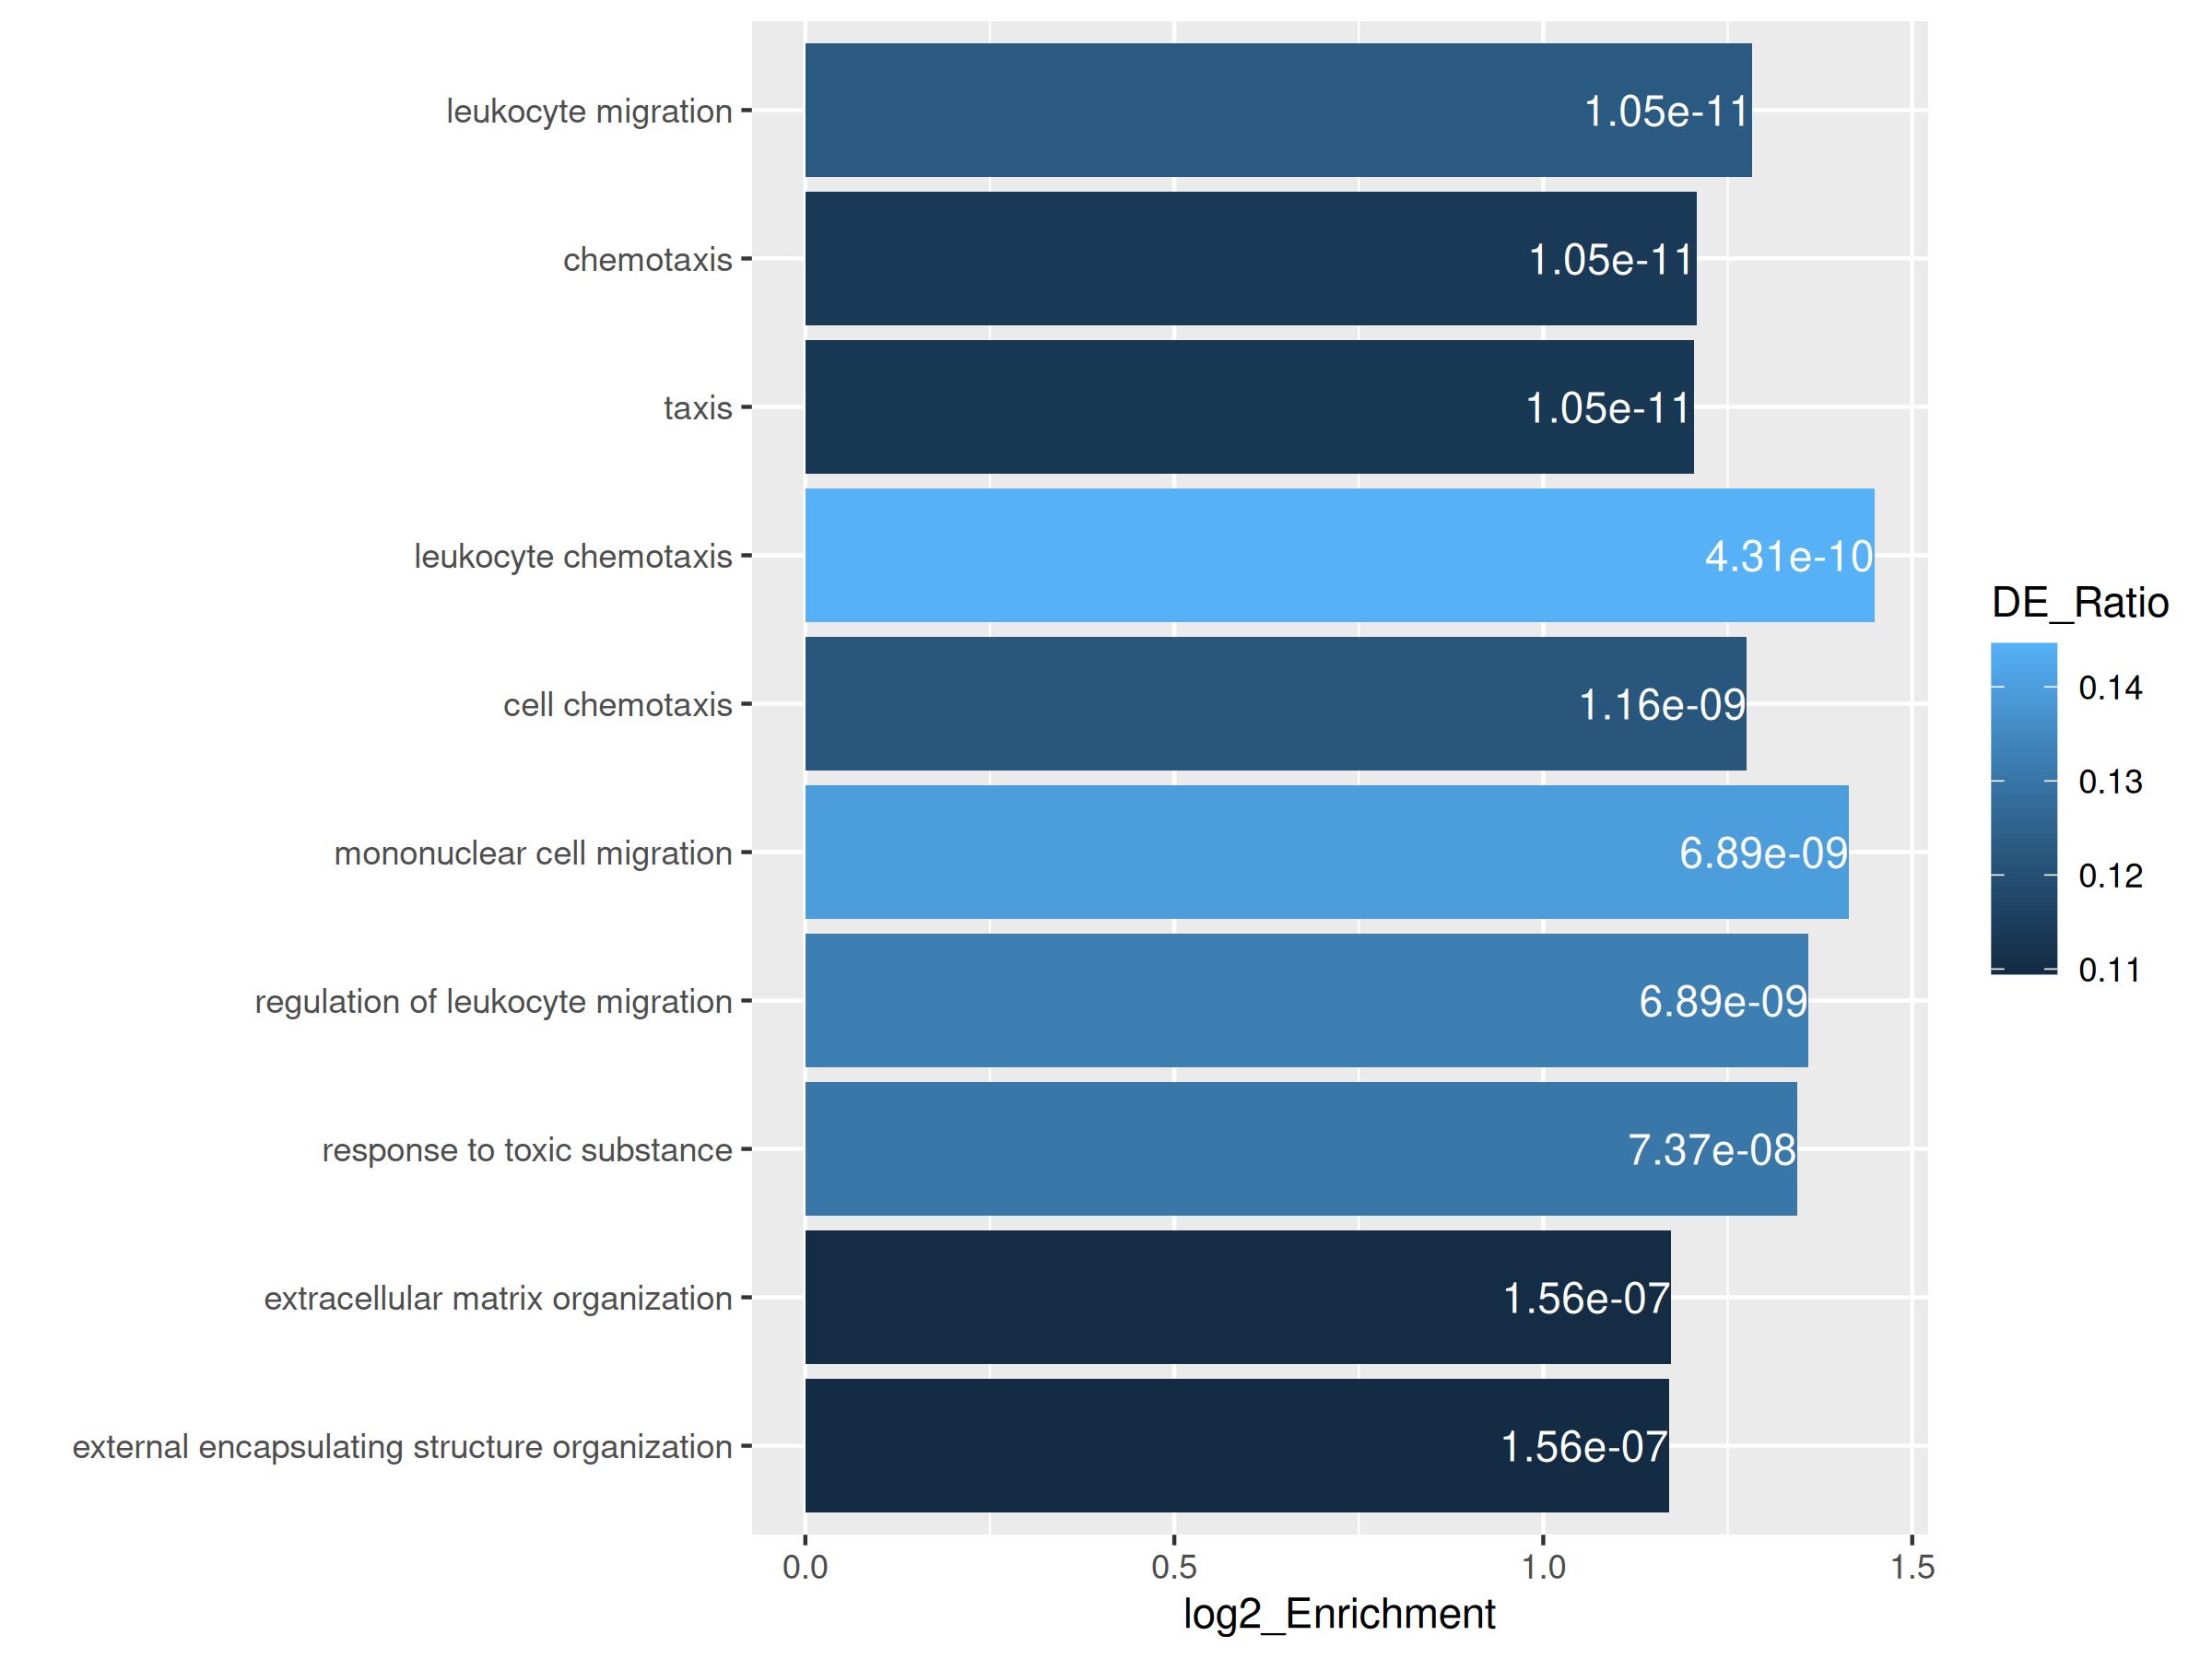 leukocyte migration
1.05e-11
chemotaxis
1.05e-11
taxis
1.05e-11
leukocyte chemotaxis
4.31e-10
cell chemotaxis
1.16e-09
mononuclear cell migration
6.89e-09
regulation of leukocyte migration
6.89e-09
response to toxic substance
7.37e-08
extracellular matrix organization
1.56e-07
external encapsulating structure organization
1.56e-07
0.0
0.5
1.0
1.5
log2_Enrichment
DE_Ratio
0.14
0.13
0.12
0.11